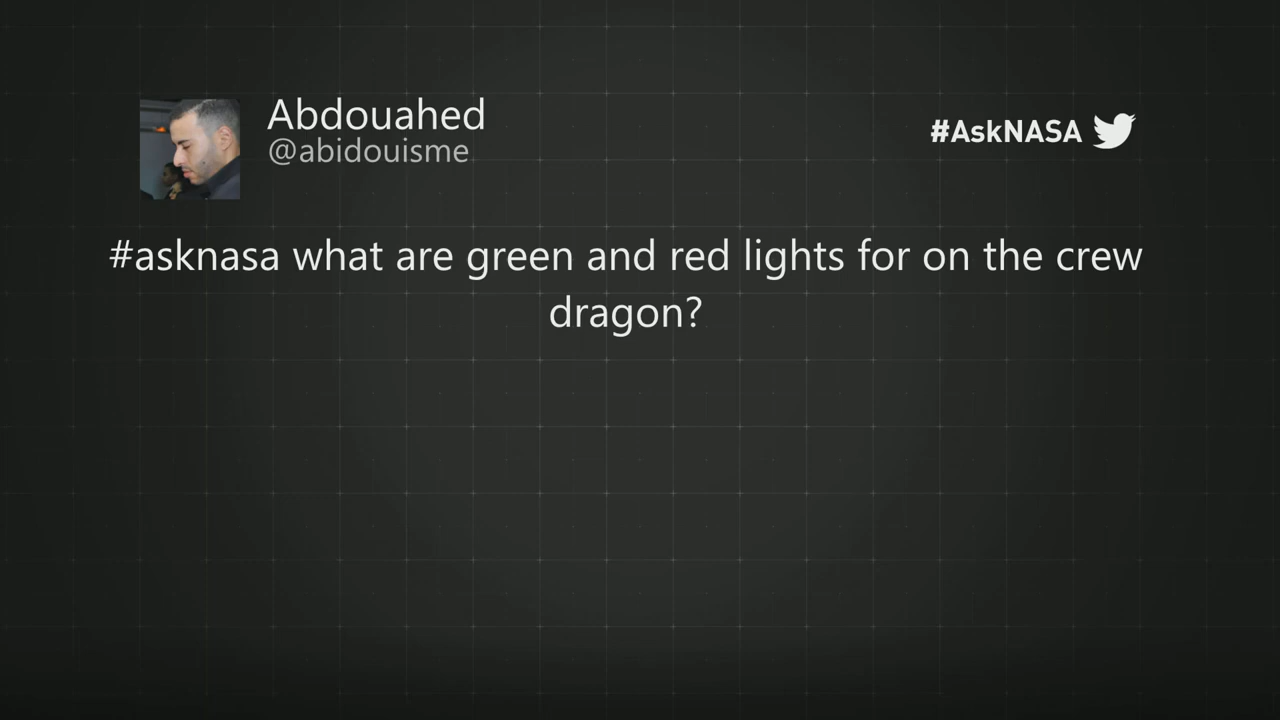 Abdouahed
@abidouisme
#AskNASA
#asknasa what are green and red lights for on the crew
dragon?